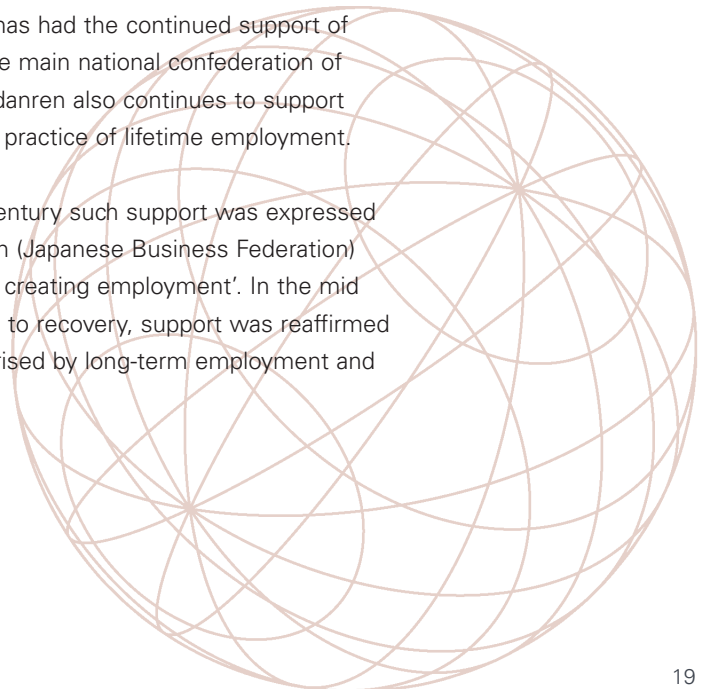 has had the continued support of
e main national confederation of
danren also continues to support
practice of lifetime employment.
entury such support was expressed
n (Japanese Business Federation)
creating employment’. In the mid
to recovery, support was reaffirmed
rised by long-term employment and
19